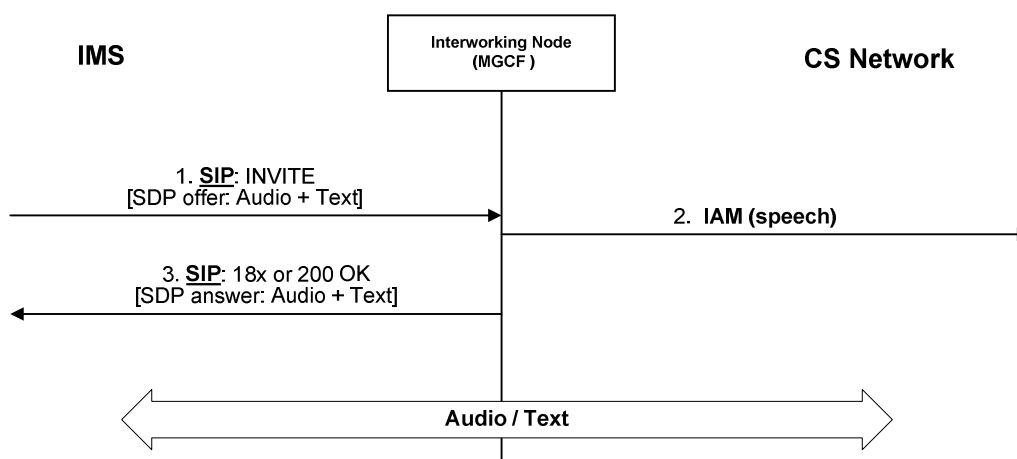 IMS
Interworking Node
(MGCF )
CS Network
1. SIP: INVITE
[SDP offer: Audio + Text]
2. IAM (speech)
3. SIP: 18x or 200 OK
[SDP answer: Audio + Text]
Audio / Text